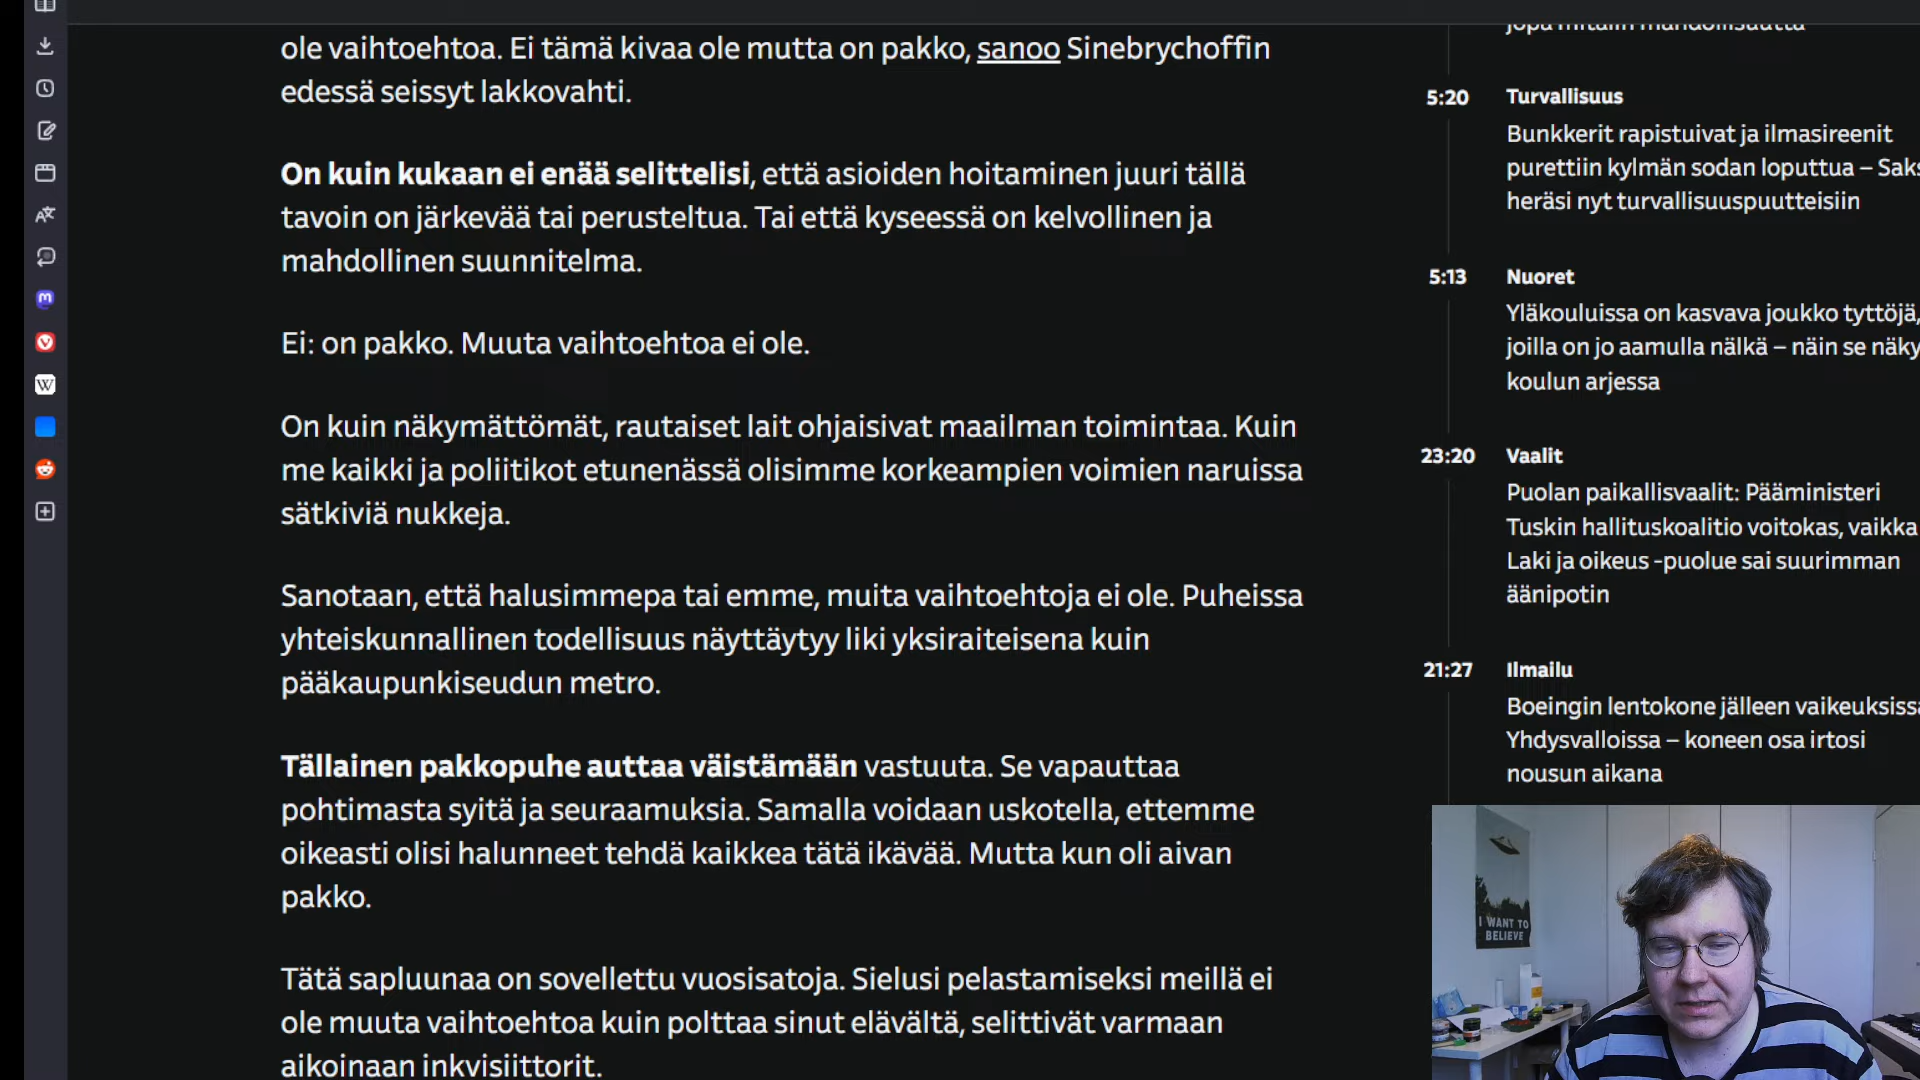 ole vaihtoehtoa. Ei tämä kivaa ole mutta on pakko, sanoo Sinebrychoffin
edessä seissyt lakkovahti.
On kuin kukaan ei enää selittelisi, että asioiden hoitaminen juuri tällä
tavoin on järkevää tai perusteltua. Tai että kyseessä on kelvollinen ja
mahdollinen suunnitelma.
Ei: on pakko. Muuta vaihtoehtoa ei ole.
On kuin näkymättömät, rautaiset lait ohjaisivat maailman toimintaa. Kuin
me kaikki ja poliitikot etunenässä olisimme korkeampien voimien naruissa
sätkiviä nukkeja.
Sanotaan, että halusimmepa tai emme, muita vaihtoehtoja ei ole. Puheissa
yhteiskunnallinen todellisuus näyttäytyy liki yksiraiteisena kuin
pääkaupunkiseudun metro.
Tällainen pakkopuhe auttaa väistämään vastuuta. Se vapauttaa
pohtimasta syitä ja seuraamuksia. Samalla voidaan uskotella, ettemme
oikeasti olisi halunneet tehdä kaikkea tätä ikävää. Mutta kun oli aivan
pakko.
Tätä sapluunaa on sovellettu vuosisatoja. Sielusi pelastamiseksi meillä ei
ole muuta vaihtoehtoa kuin polttaa sinut elävältä, selittivät varmaan
aikoinaan inkvisiittorit.
jopa mitalin mahdollisuutta
5:20 Turvallisuus
Bunkkerit rapistuivat ja ilmasireenit
purettiin kylmän sodan loputtua – Saks
heräsi nyt turvallisuuspuutteisiin
5:13 Nuoret
Yläkouluissa on kasvava joukko tyttöjä,
joilla on jo aamulla nälkä – näin se näky
koulun arjessa
23:20 Vaalit
Puolan paikallisvaalit: Pääministeri
Tuskin hallituskoalitio voitokas, vaikka
Laki ja oikeus -puolue sai suurimman
äänipotin
21:27 Ilmailu
Boeingin lentokone jälleen vaikeuksissa
Yhdysvalloissa – koneen osa irtosi
nousun aikana
I WANT TO
BELIEVE